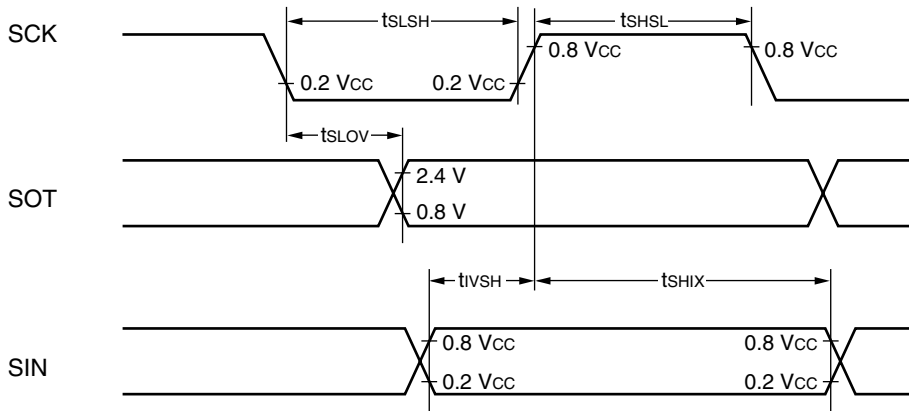 tSLSH tSHSL
SCK
0.8 VCC 0.8 VCC
0.2 VCC 0.2 VCC
tSLOV
2.4 V
SOT
0.8 V
tIVSH tSHIX
0.8 VCC 0.8 VCC
SIN
0.2 VCC 0.2 VCC